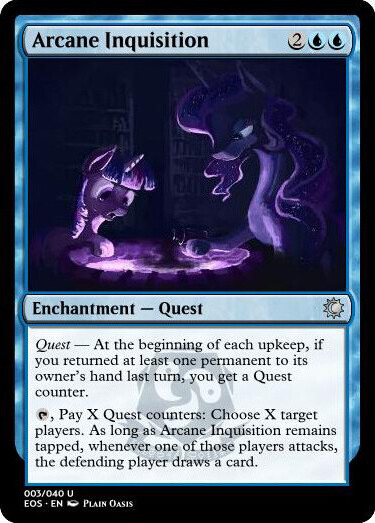 Arcane Inquisition 2
Enchantment — Quest
Quest — At the beginning of each upkeep, if
you returned at least one permanent to its
owner's hand last turn, you get a Quest
counter.
, Pay X Quest counters: Choose X target
players. As long as Arcane Inquisition remains
tapped, whenever one of those players attacks,
the defending player draws a card.
003/040 U
EOS • EN Plain Oasis